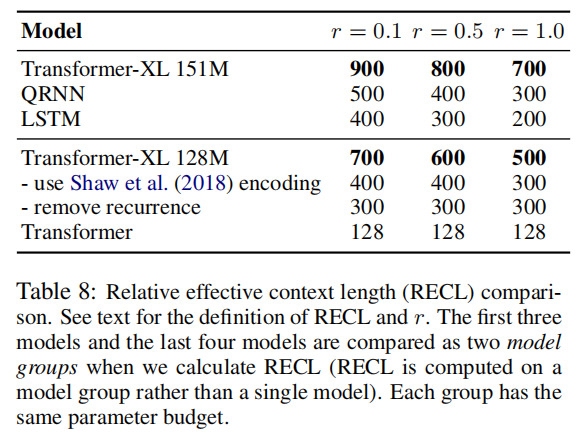 Model r = 0.1 r = 0.5 r = 1.0
Transformer-XL 151M 900 800 700
QRNN 500 400 300
LSTM 400 300 200
Transformer-XL 128M 700 600 500
- use Shaw et al. (2018) encoding 400 400 300
- remove recurrence 300 300 300
Transformer 128 128 128
Table 8: Relative effective context length (RECL) compari-
son. See text for the definition of RECL and r. The first three
models and the last four models are compared as two model
groups when we calculate RECL (RECL is computed on a
model group rather than a single model). Each group has the
same parameter budget.